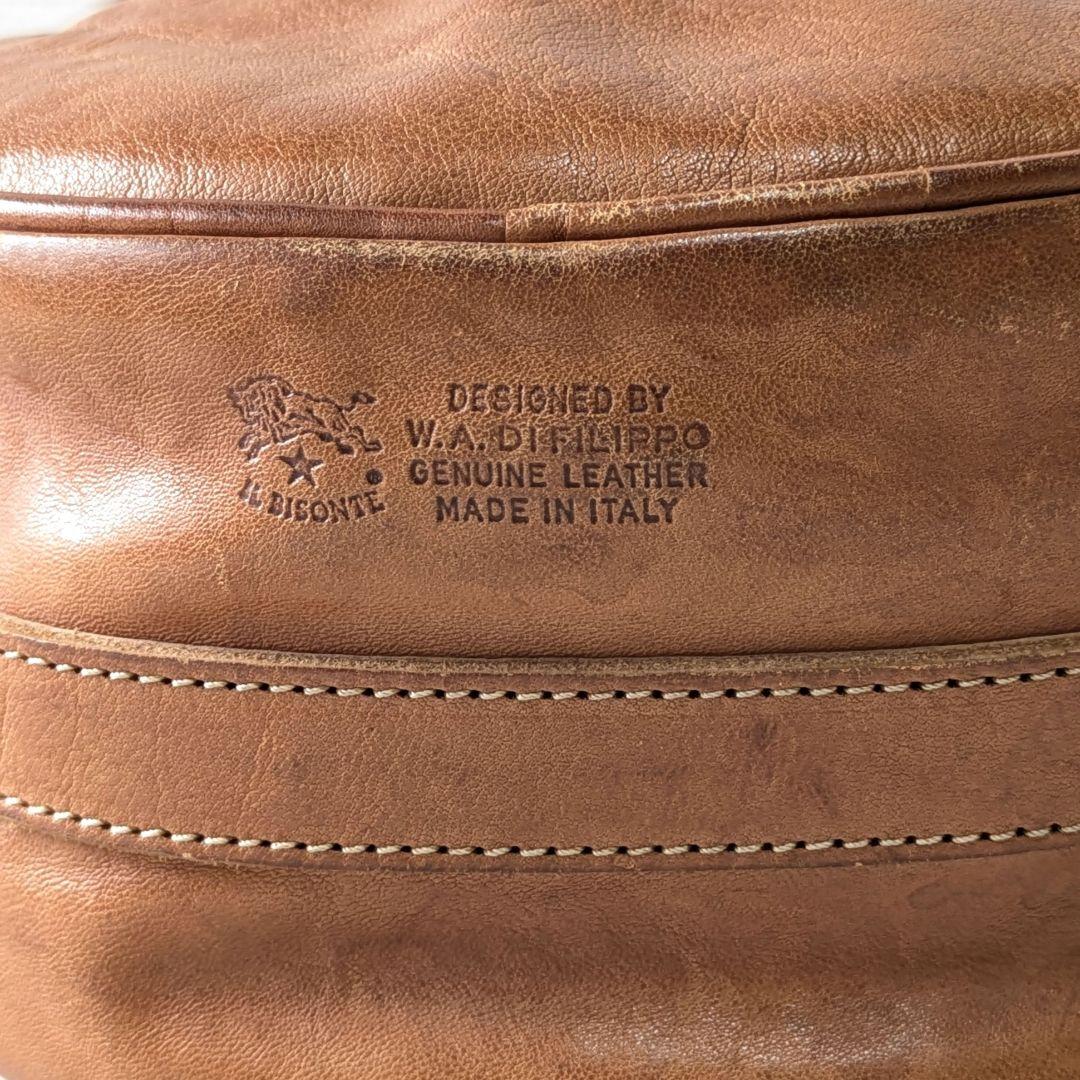 DESIGNED BY
W.A. DI FILIPPO
GENUINE LEATHER
MADE IN ITALY
IL BISONTE ®